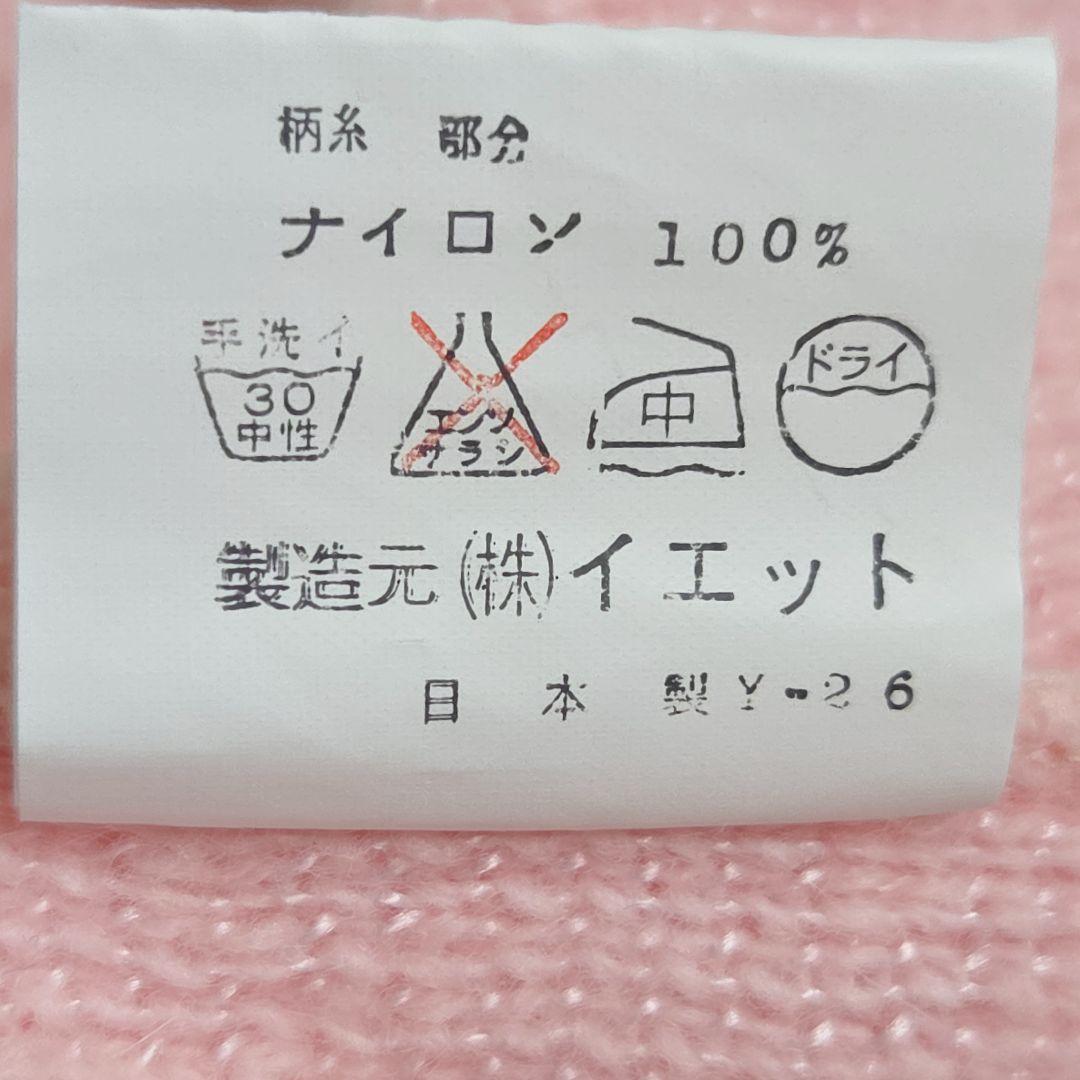 柄糸 部分
ナイロン 100%
手洗イ
30
中性
エンソ
サラシ
中
ドライ
製造元(株)イエット
日本製Y-26